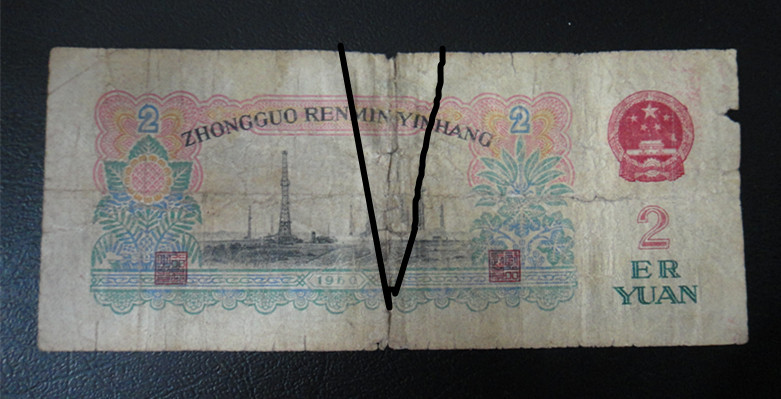 ZHONGGUO RENMIN YINHANG
2
2
1960
2
ER
YUAN